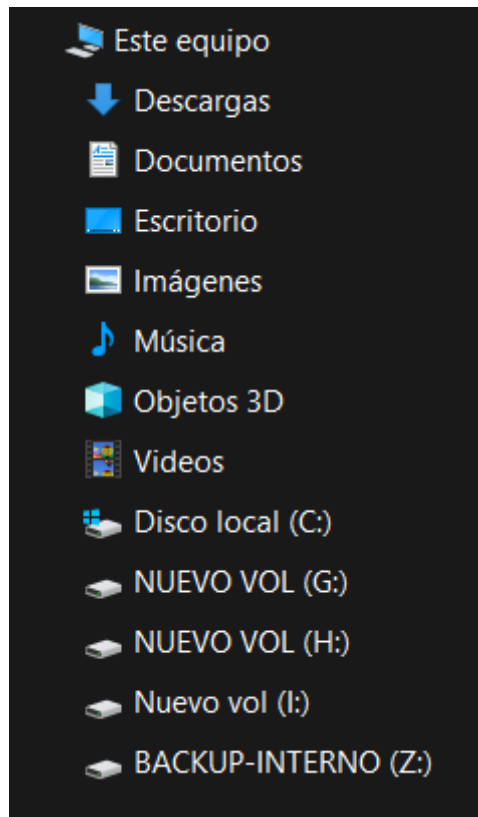 Este equipo
Descargas
Documentos
Escritorio
Imágenes
Música
Objetos 3D
Videos
Disco local (C:)
NUEVO VOL (G:)
NUEVO VOL (H:)
Nuevo vol (I:)
BACKUP-INTERNO (Z:)